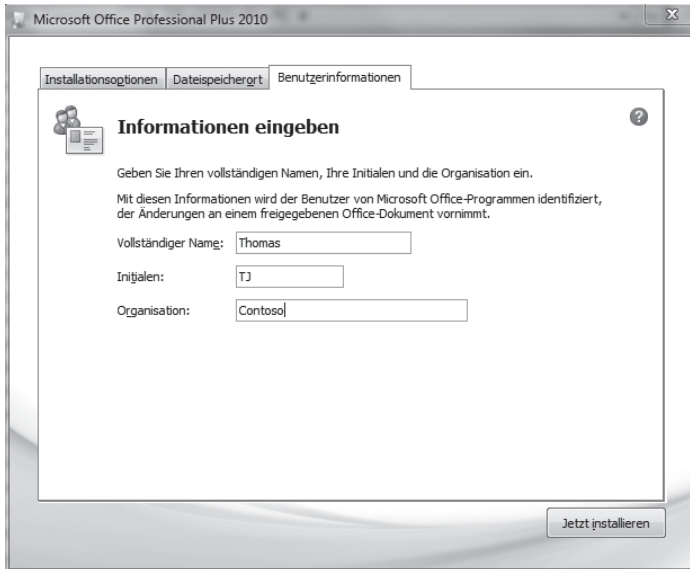 Microsoft Office Professional Plus 2010
Installationsoptionen Dateispeicherort Benutzerinformationen
Informationen eingeben
Geben Sie Ihren vollständigen Namen, Ihre Initialen und die Organisation ein.
Mit diesen Informationen wird der Benutzer von Microsoft Office-Programmen identifiziert,
der Änderungen an einem freigegebenen Office-Dokument vornimmt.
Vollständiger Name: Thomas
Initialen: TJ
Organisation: Contoso
Jetzt installieren